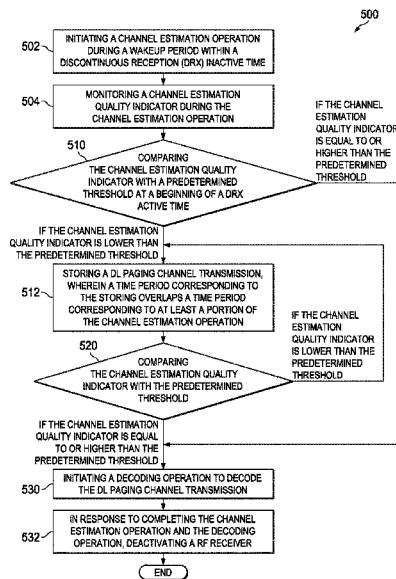 500
502
INITIATING A CHANNEL ESTIMATION OPERATION
DURING A WAKEUP PERIOD WITHIN A
DISCONTINUOUS RECEPTION (DRX) INACTIVE TIME
504
MONITORING A CHANNEL ESTIMATION
QUALITY INDICATOR DURING THE
CHANNEL ESTIMATION OPERATION
510
COMPARING
THE CHANNEL ESTIMATION QUALITY
INDICATOR WITH A PREDETERMINED
THRESHOLD AT A BEGINNING OF A DRX
ACTIVE TIME
IF THE CHANNEL
ESTIMATION
QUALITY INDICATOR
IS EQUAL TO OR
HIGHER THAN THE
PREDETERMINED
THRESHOLD
IF THE CHANNEL ESTIMATION
QUALITY INDICATOR IS LOWER THAN
THE PREDETERMINED THRESHOLD
512
STORING A DL PAGING CHANNEL TRANSMISSION,
WHEREIN A TIME PERIOD CORRESPONDING TO
THE STORING OVERLAPS A TIME PERIOD
CORRESPONDING TO AT LEAST A PORTION OF
THE CHANNEL ESTIMATION OPERATION
IF THE CHANNEL
ESTIMATION
QUALITY INDICATOR
IS LOWER THAN THE
PREDETERMINED
THRESHOLD
520
COMPARING
THE CHANNEL ESTIMATION QUALITY
INDICATOR WITH THE PREDETERMINED
THRESHOLD
IF THE CHANNEL ESTIMATION
QUALITY INDICATOR IS EQUAL
TO OR HIGHER THAN THE
PREDETERMINED THRESHOLD
530
INITIATING A DECODING OPERATION TO DECODE
THE DL PAGING CHANNEL TRANSMISSION
532
IN RESPONSE TO COMPLETING THE CHANNEL
ESTIMATION OPERATION AND THE DECODING
OPERATION, DEACTIVATING A RF RECEIVER
END